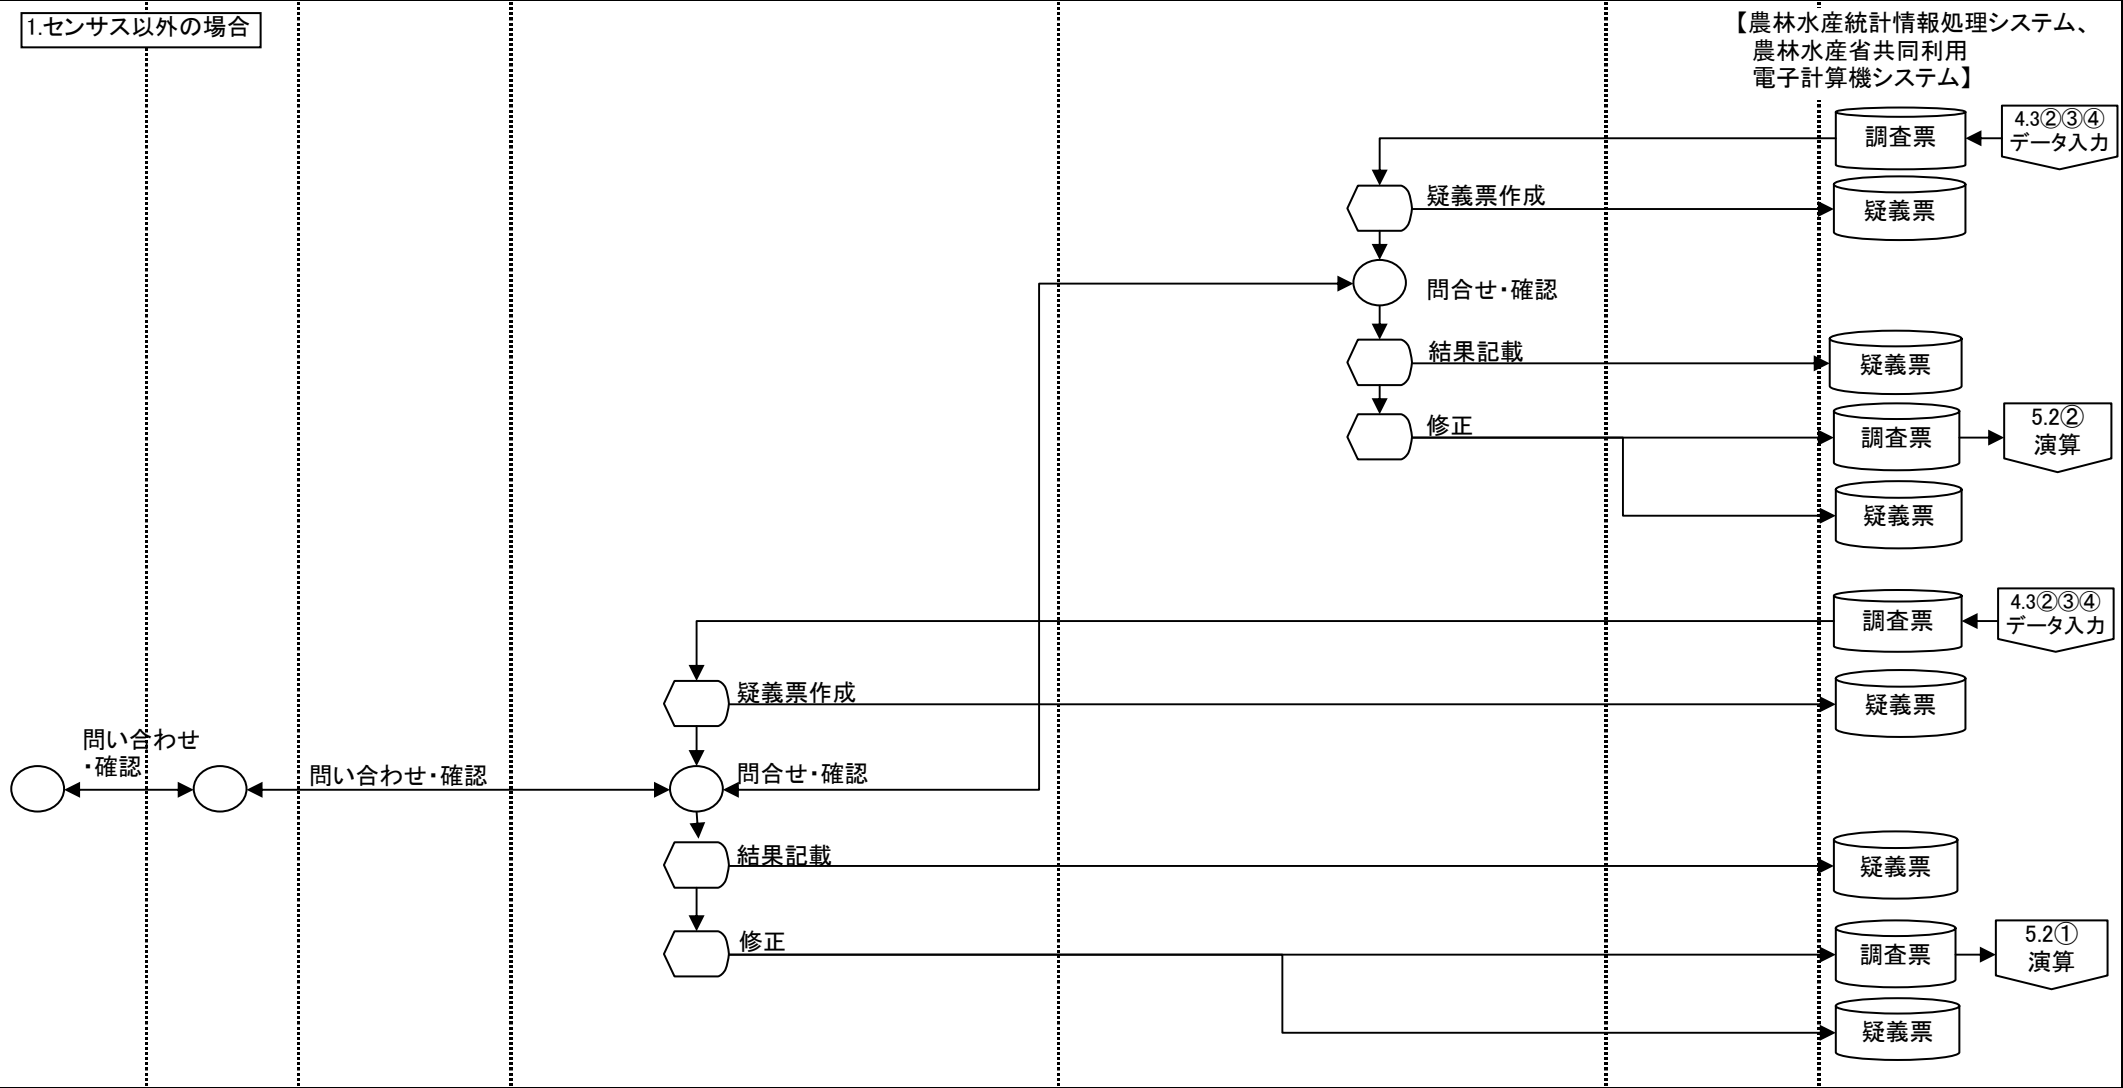 1.センサス以外の場合
【農林水産統計情報処理システム、
農林水産省共同利用
電子計算機システム】
調査票
4.3②③④
データ入力
疑義票作成
疑義票
問合せ・確認
結果記載
疑義票
修正
調査票
5.2②
演算
疑義票
調査票
4.3②③④
データ入力
疑義票作成
疑義票
問い合わせ
・確認
問い合わせ・確認
問合せ・確認
結果記載
疑義票
修正
調査票
5.2①
演算
疑義票